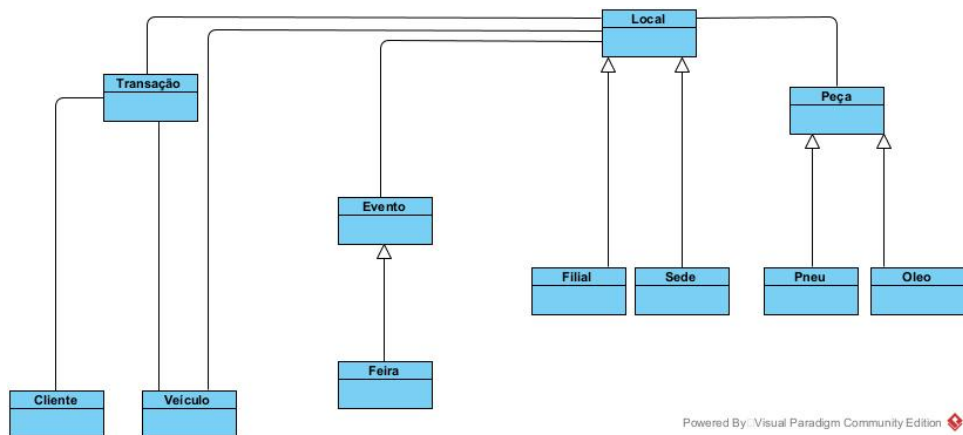 Local
Transação
Peça
Evento
Filial
Sede
Pneu
Oleo
Feira
Cliente
Veículo
Powered By Visual Paradigm Community Edition